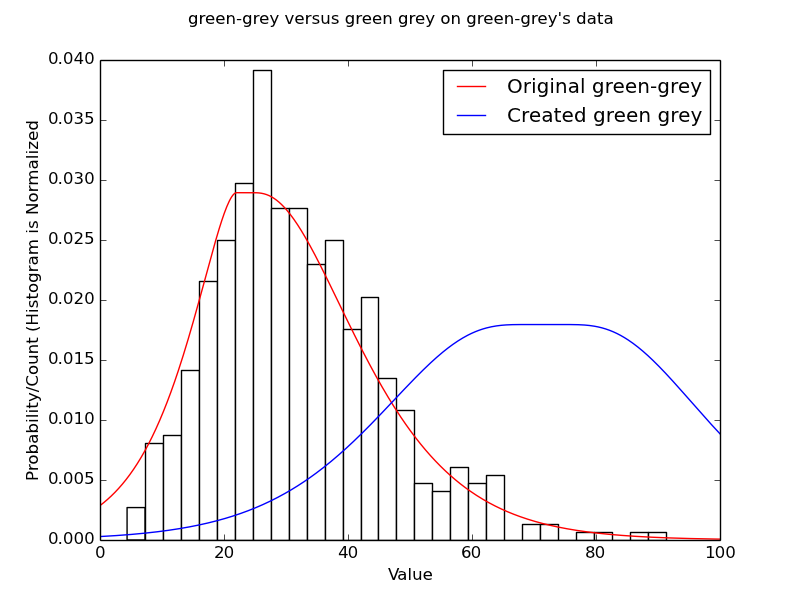 green-grey versus green grey on green-grey's data
Original green-grey
Created green grey
Probability/Count (Histogram is Normalized
0.040
0.035
0.030
0.025
0.020
0.015
0.010
0.005
0.000
0 20 40 60 80 100
Value